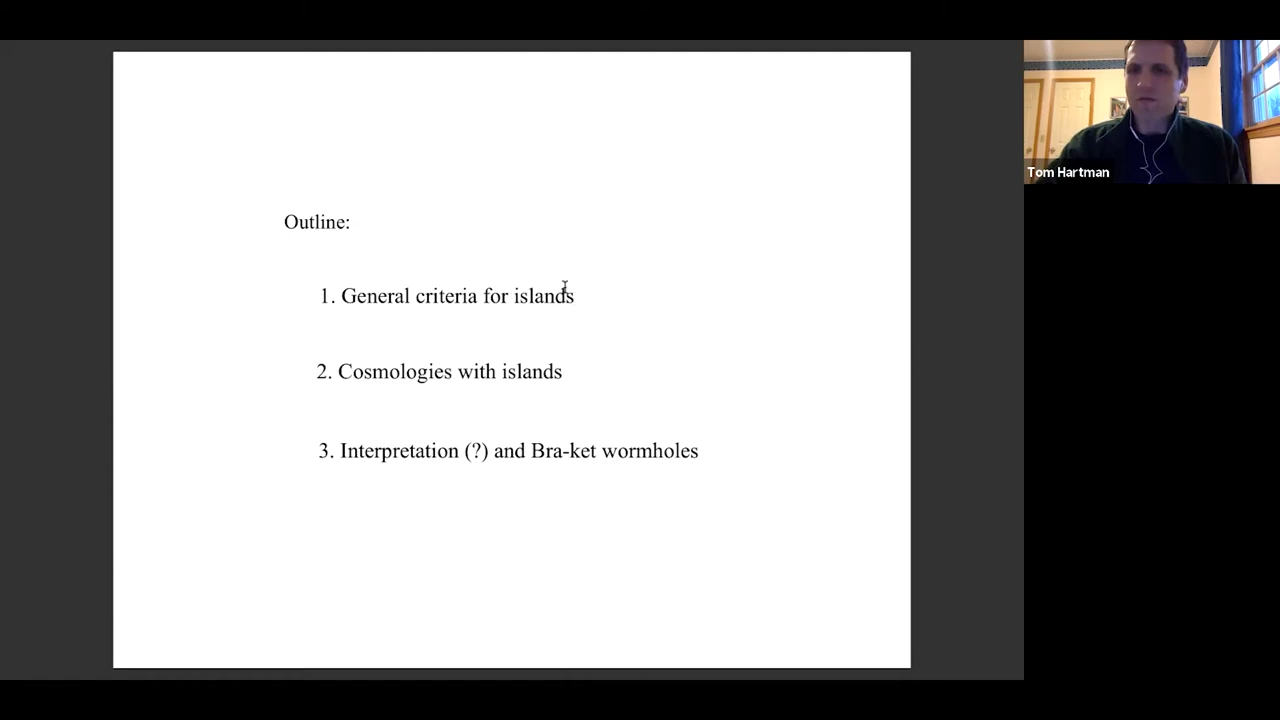 Outline:
1. General criteria for islands
2. Cosmologies with islands
3. Interpretation (?) and Bra-ket wormholes
Tom Hartman